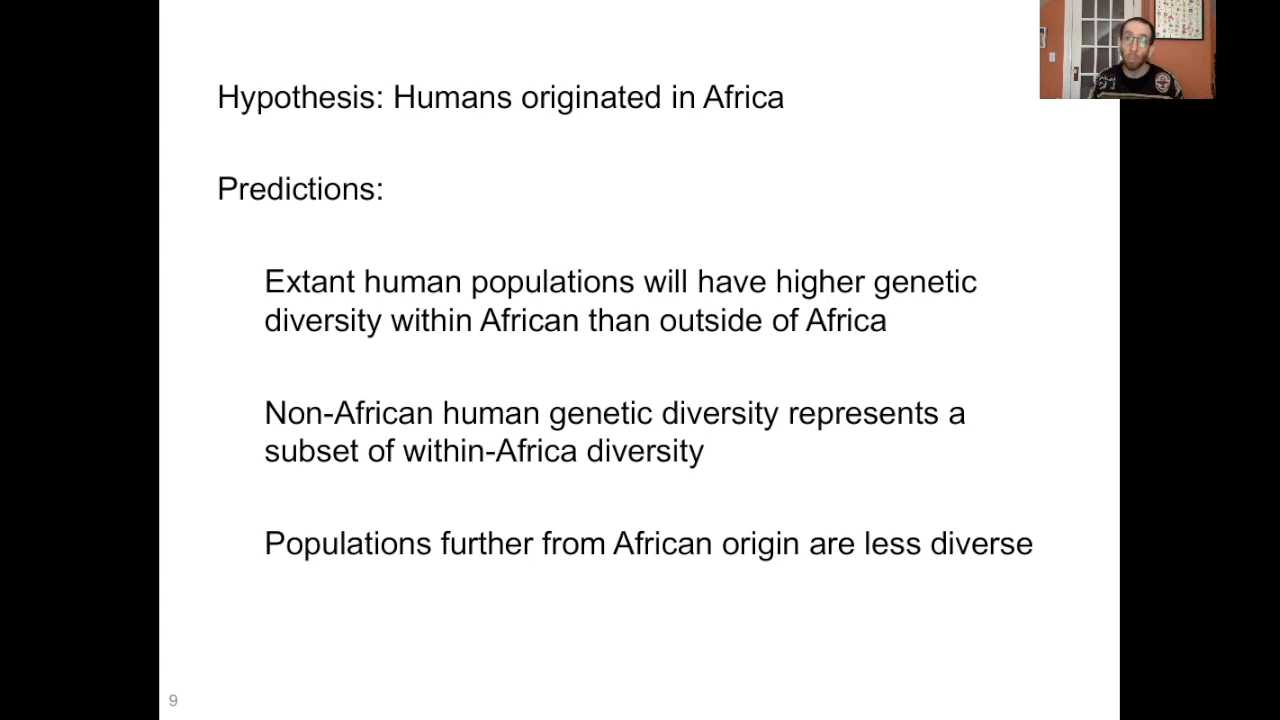 Hypothesis: Humans originated in Africa
Predictions:
Extant human populations will have higher genetic
diversity within African than outside of Africa
Non-African human genetic diversity represents a
subset of within-Africa diversity
Populations further from African origin are less diverse
9